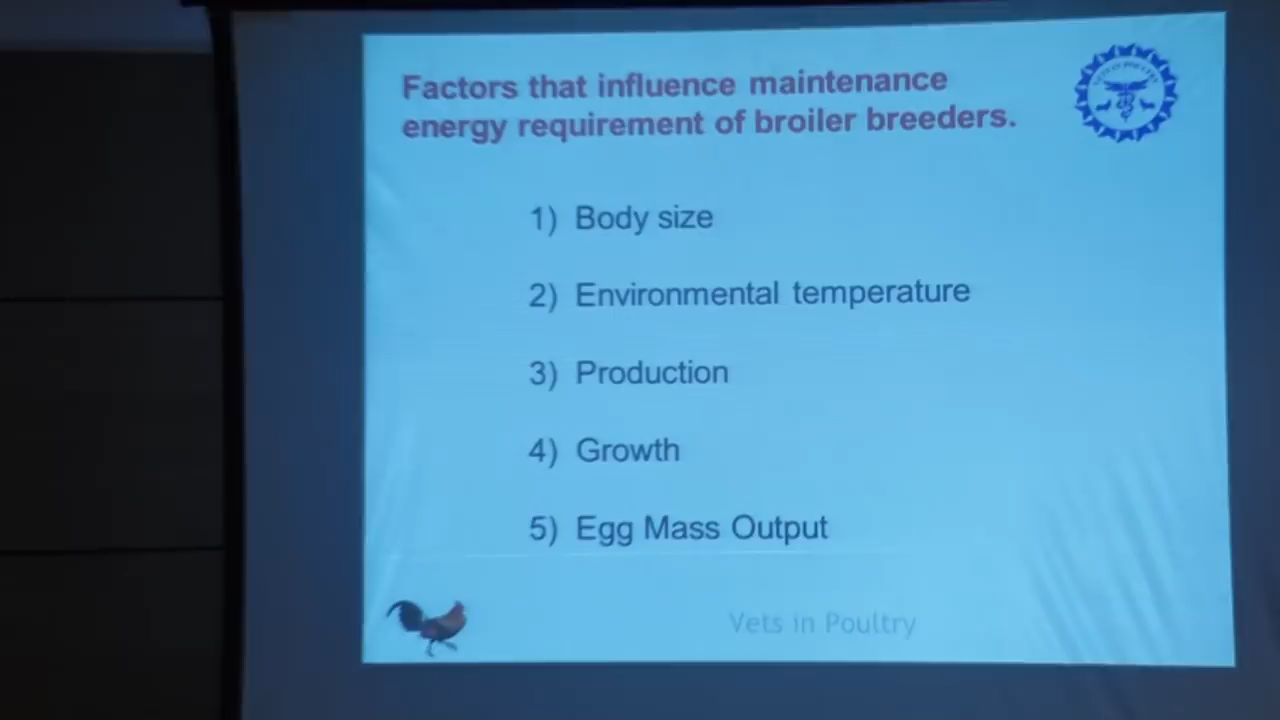 Factors that influence maintenance
energy requirement of broiler breeders.
1) Body size
2) Environmental temperature
3) Production
4) Growth
5) Egg Mass Output
Vets in Poultry